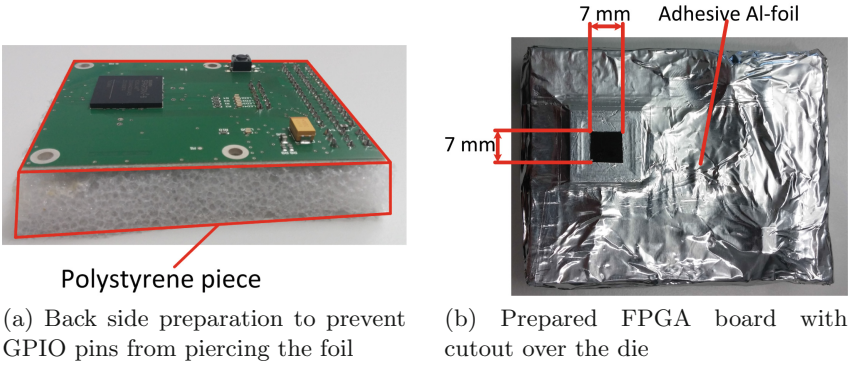 7 mm
Adhesive Al-foil
7 mm
Polystyrene piece
(a) Back side preparation to prevent
GPIO pins from piercing the foil
(b) Prepared FPGA board with
cutout over the die